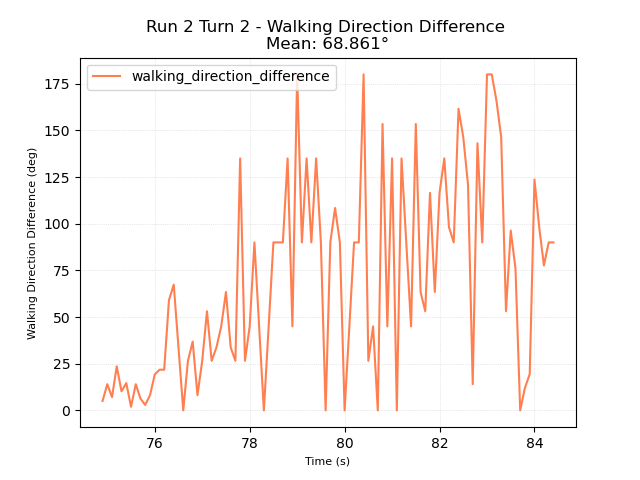 Run 2 Turn 2 - Walking Direction Difference
Mean: 68.861°
walking_direction_difference
175
150
125
100
75
50
25
0
Walking Direction Difference (deg)
76
78
80
82
84
Time (s)